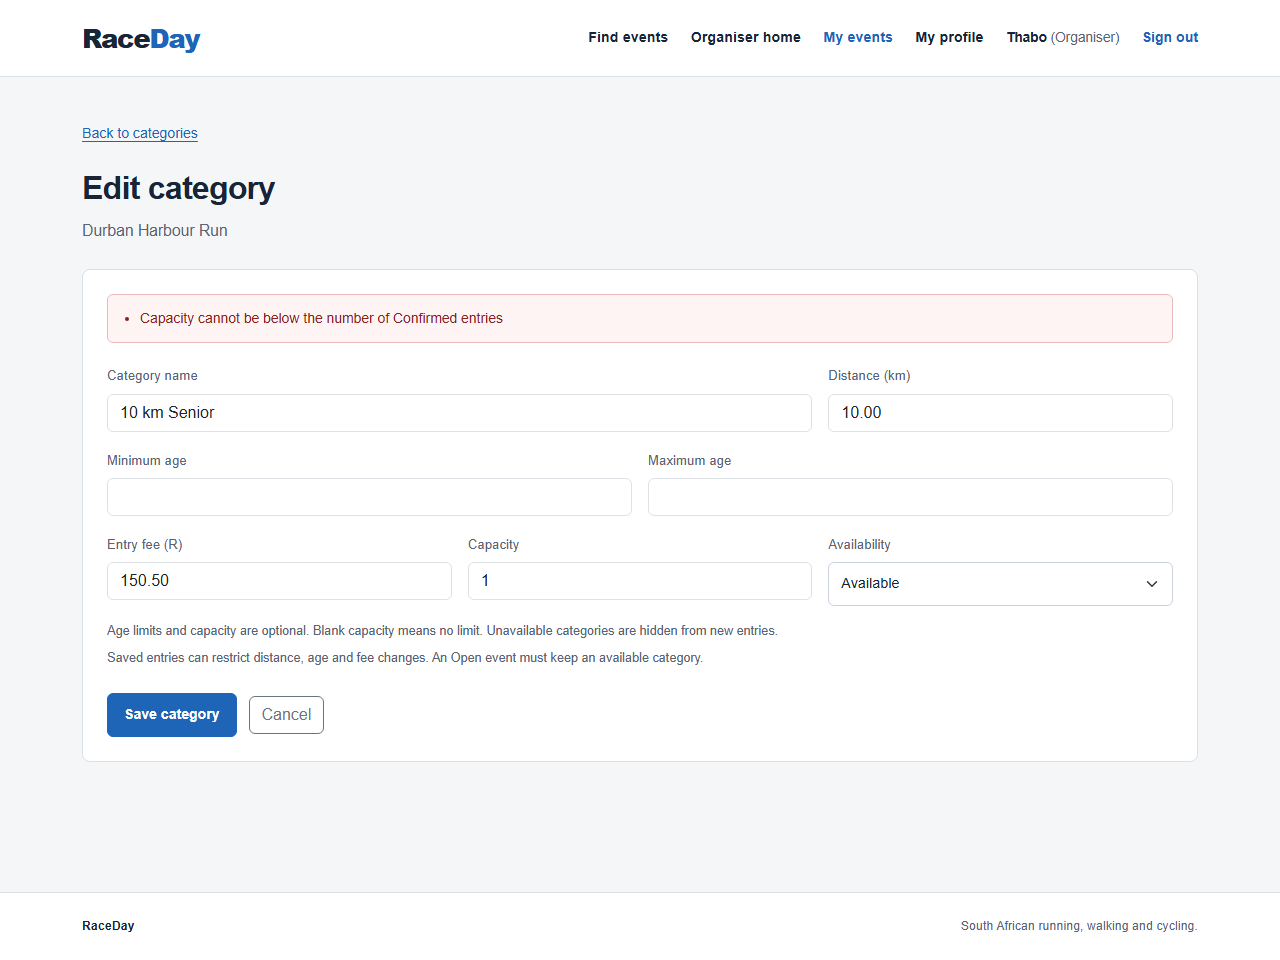 RaceDay
Find events
Organiser home
My events
My profile
Thabo (Organiser)
Sign out
Back to categories
Edit category
Durban Harbour Run
• Capacity cannot be below the number of Confirmed entries
Category name
Distance (km)
10 km Senior
10.00
Minimum age
Maximum age
Entry fee (R)
Capacity
Availability
150.50
1
Available
Age limits and capacity are optional. Blank capacity means no limit. Unavailable categories are hidden from new entries.
Saved entries can restrict distance, age and fee changes. An Open event must keep an available category.
Save category
Cancel
RaceDay
South African running, walking and cycling.